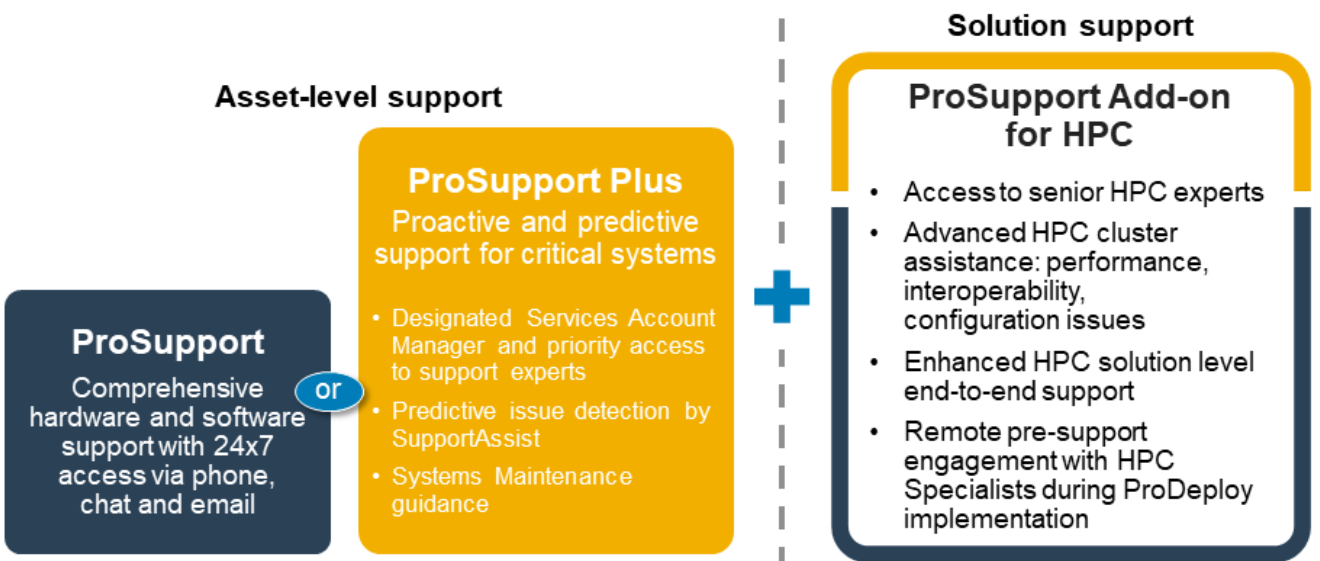 Asset-level support
ProSupport
Comprehensive
hardware and software
support with 24x7
access via phone,
chat and email
or
ProSupport Plus
Proactive and predictive
support for critical systems
• Designated Services Account
Manager and priority access
to support experts
• Predictive issue detection by
SupportAssist
• Systems Maintenance
guidance
Solution support
ProSupport Add-on
for HPC
• Access to senior HPC experts
• Advanced HPC cluster
assistance: performance,
interoperability,
configuration issues
• Enhanced HPC solution level
end-to-end support
• Remote pre-support
engagement with HPC
Specialists during ProDeploy
implementation